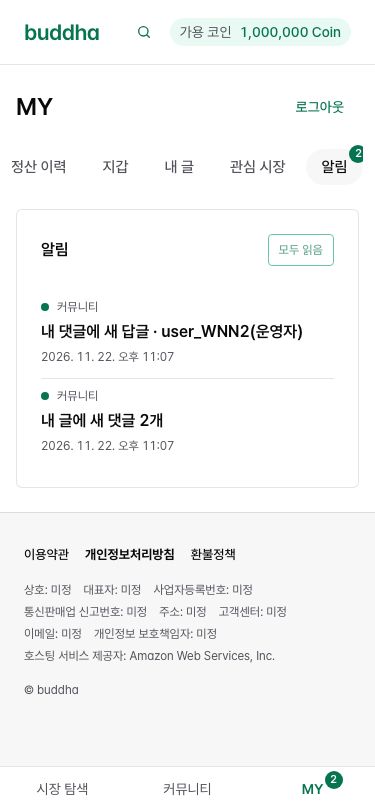 buddha
가용 코인 1,000,000 Coin
MY
로그아웃
정산 이력 지갑 내 글 관심 시장 알림 2
알림
모두 읽음
커뮤니티
내 댓글에 새 답글 · user_WNN2(운영자)
2026. 11. 22. 오후 11:07
커뮤니티
내 글에 새 댓글 2개
2026. 11. 22. 오후 11:07
이용약관 개인정보처리방침 환불정책
상호: 미정 대표자: 미정 사업자등록번호: 미정
통신판매업 신고번호: 미정 주소: 미정 고객센터: 미정
이메일: 미정 개인정보 보호책임자: 미정
호스팅 서비스 제공자: Amazon Web Services, Inc.
© buddha
시장 탐색 커뮤니티 MY 2